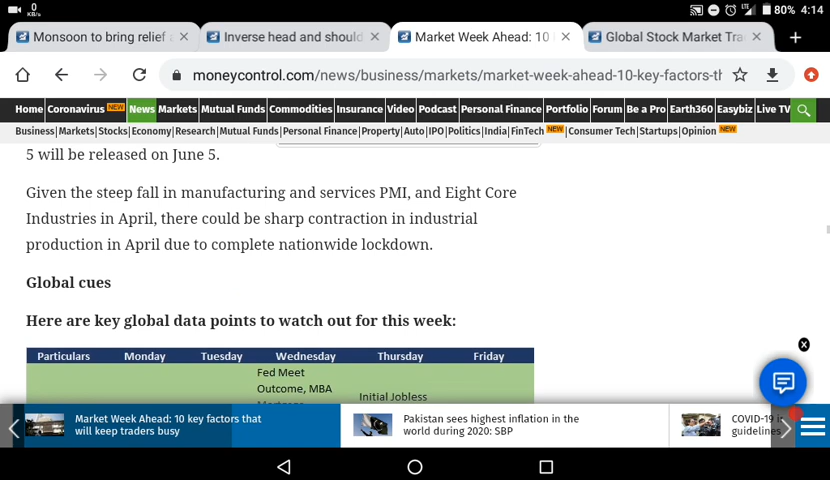 0
KB/s
LTE
80% 4:14
Monsoon to bring relief a
Inverse head and should
Market Week Ahead: 10
Global Stock Market Tra
moneycontrol.com/news/business/markets/market-week-ahead-10-key-factors-th
Home Coronavirus NEW News Markets Mutual Funds Commodities Insurance Video Podcast Personal Finance Portfolio Forum Be a Pro Earth360 Easybiz Live TV
Business| Markets| Stocks| Economy| Research| Mutual Funds| Personal Finance| Property| Auto| IPO| Politics| India| FinTech NEW | Consumer Tech| Startups| Opinion NEW
5 will be released on June 5.
Given the steep fall in manufacturing and services PMI, and Eight Core
Industries in April, there could be sharp contraction in industrial
production in April due to complete nationwide lockdown.
Global cues
Here are key global data points to watch out for this week:
Particulars Monday Tuesday Wednesday Thursday Friday
Fed Meet
Outcome, MBA
Initial Jobless
Market Week Ahead: 10 key factors that
will keep traders busy
Pakistan sees highest inflation in the
world during 2020: SBP
COVID-19
guidelines